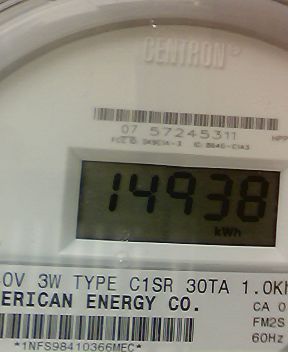 CENTRON®
07 57245311
14938
kWh
0V 3W TYPE C1SR 30TA 1.0Kh
ERICAN ENERGY CO.
CA 0
FM2S
60Hz
*1NFS98410366MEC*